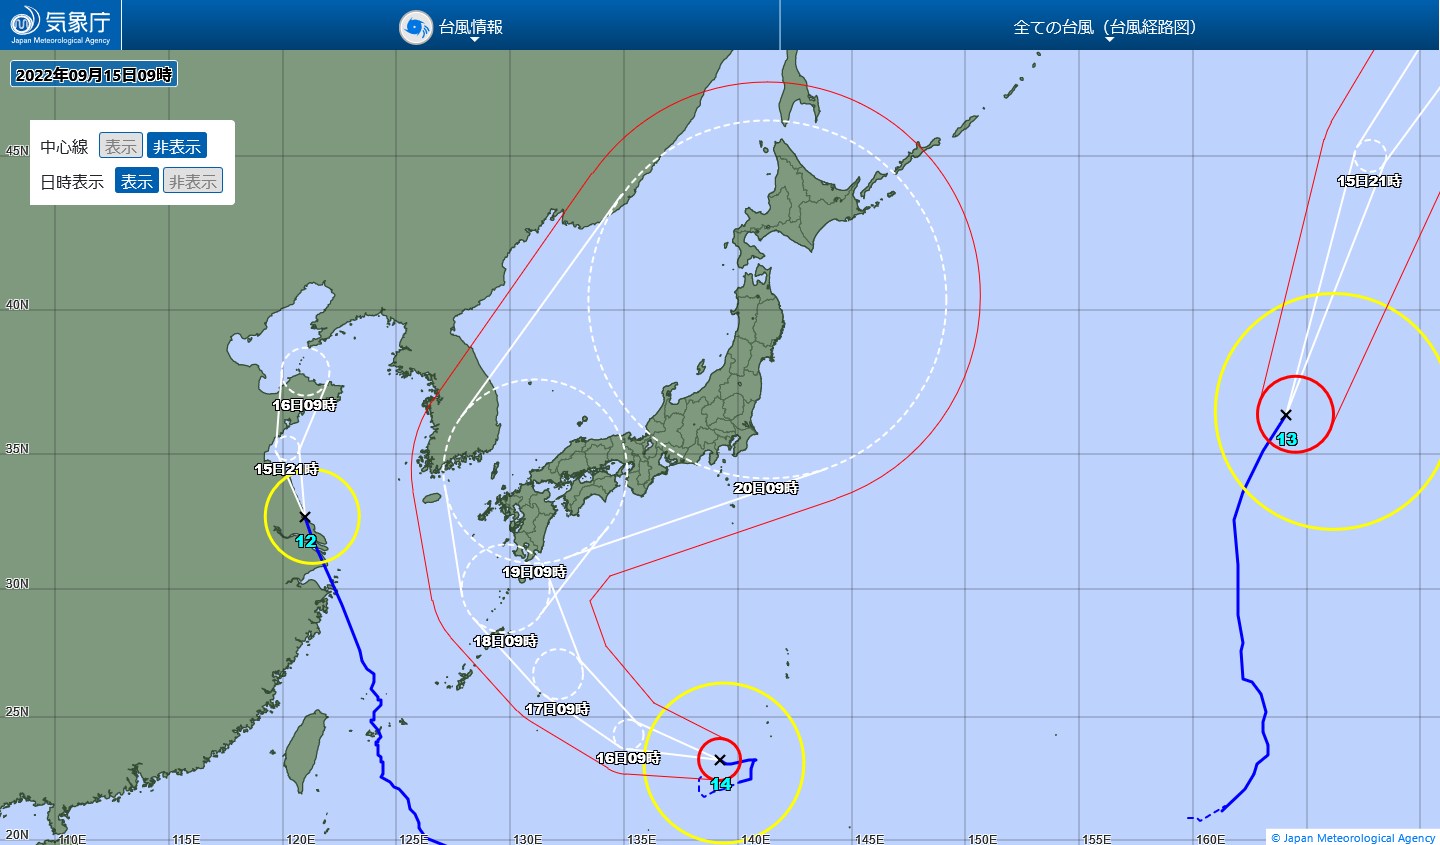 気象庁
Japan Meteorological Agency
台風情報
全ての台風（台風経路図）
2022年09月15日09時
中心線 表示 非表示
日時表示 表示 非表示
45N
15日21時
40N
16日09時
13
35N
15日21時
20日09時
12
19日09時
30N
18日09時
25N
17日09時
16日09時
14
20N
110E 115E 120E 125E 130E 135E 140E 145E 150E 155E 160E
© Japan Meteorological Agency